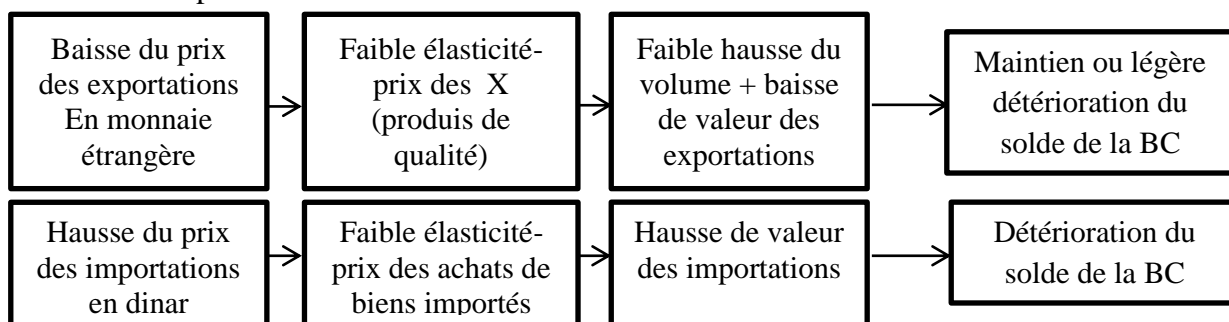 Baisse du prix
des exportations
En monnaie
étrangère
Faible élasticité-
prix des X
(produis de
qualité)
Faible hausse du
volume + baisse
de valeur des
exportations
Maintien ou légère
détérioration du
solde de la BC
Hausse du prix
des importations
en dinar
Faible élasticité-
prix des achats de
biens importés
Hausse de valeur
des importations
Détérioration du
solde de la BC